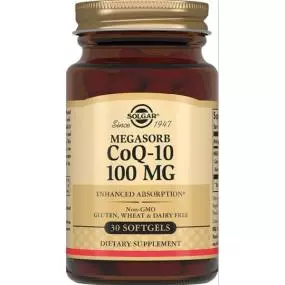 SOLGAR®
Since 1947
MEGASORB
CoQ-10
100 MG
ENHANCED ABSORPTION*
Non-GMO
GLUTEN, WHEAT & DAIRY FREE
30 SOFTGELS
DIETARY SUPPLEMENT